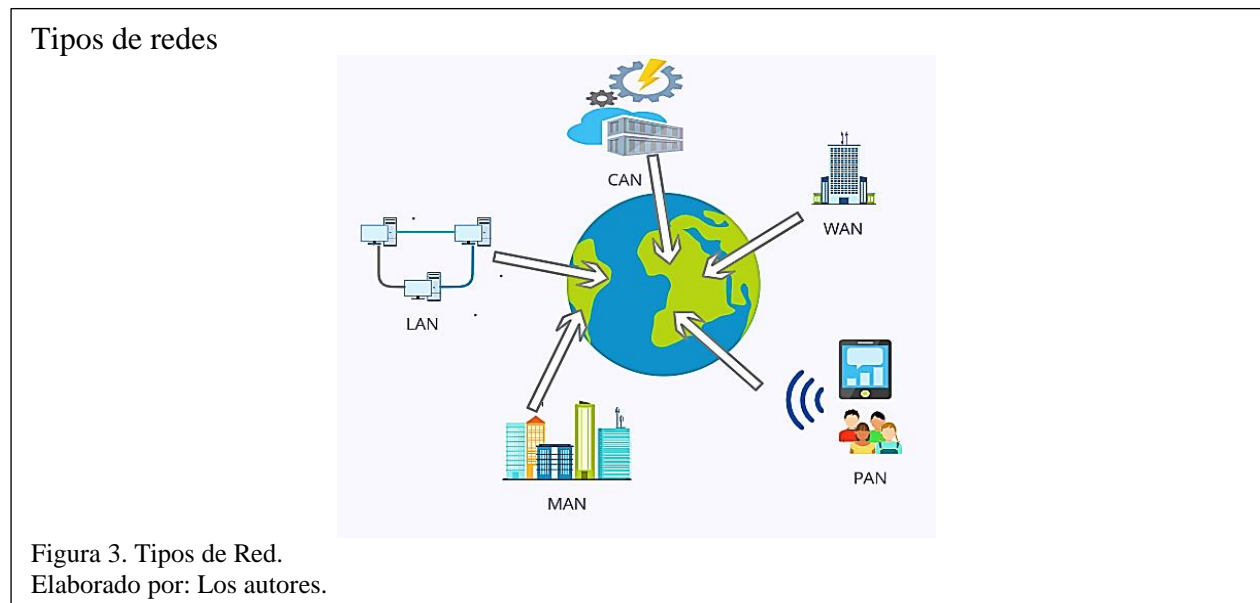 Tipos de redes
CAN
WAN
LAN
PAN
MAN
Figura 3. Tipos de Red.
Elaborado por: Los autores.